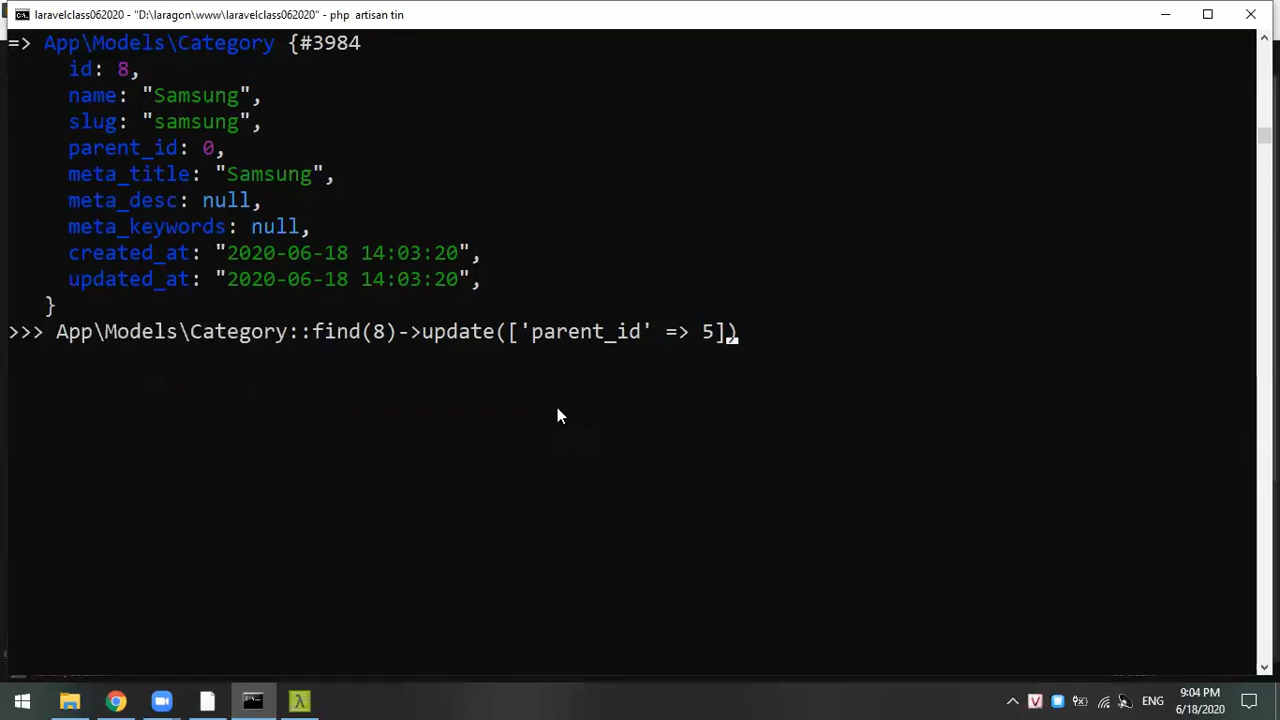 laravelclass062020 - "D:\laragon\www\laravelclass062020" - php  artisan tin
=> App\Models\Category {#3984
id: 8,
name: "Samsung",
slug: "samsung",
parent_id: 0,
meta_title: "Samsung",
meta_desc: null,
meta_keywords: null,
created_at: "2020-06-18 14:03:20",
updated_at: "2020-06-18 14:03:20",
}
>>> App\Models\Category::find(8)->update(['parent_id' => 5])
V
ENG
9:04 PM
6/18/2020